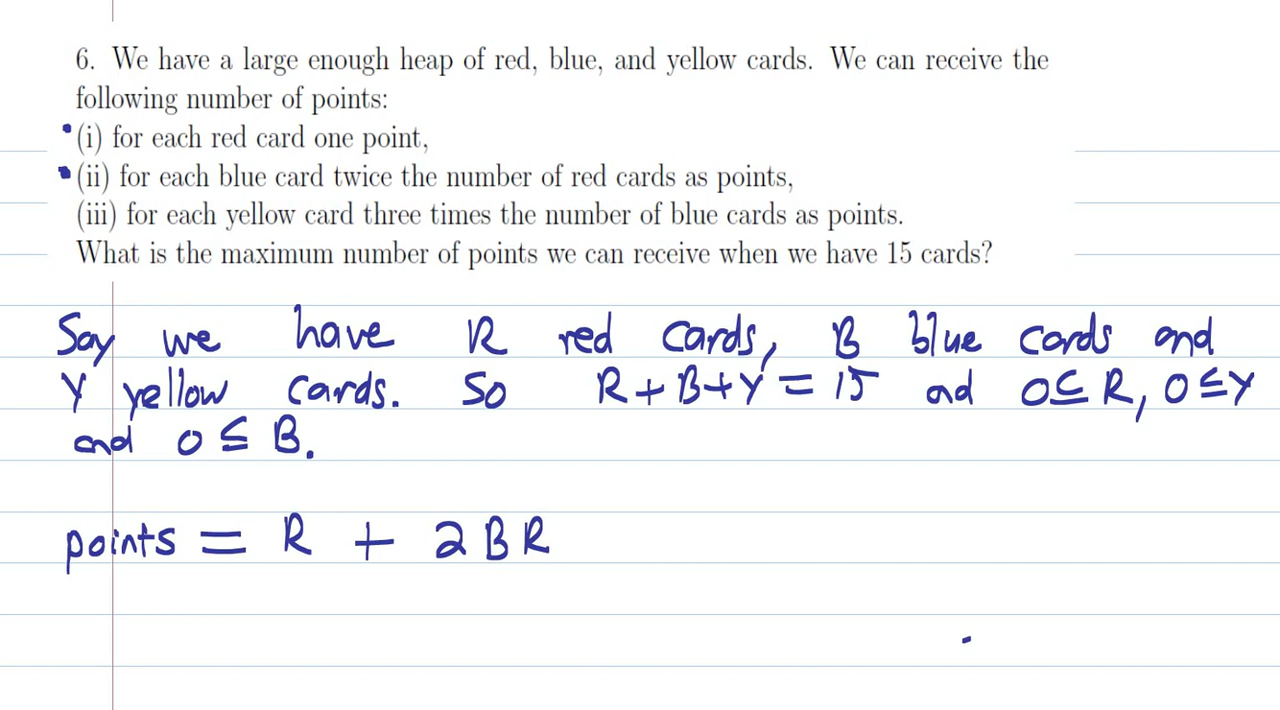 6. We have a large enough heap of red, blue, and yellow cards. We can receive the
following number of points:
(i) for each red card one point,
(ii) for each blue card twice the number of red cards as points,
(iii) for each yellow card three times the number of blue cards as points.
What is the maximum number of points we can receive when we have 15 cards?
Say we have R red cards, B blue cards and
Y yellow cards. So R + B + Y = 15 and 0 ≤ R, 0 ≤ Y
and 0 ≤ B.
points = R + 2BR